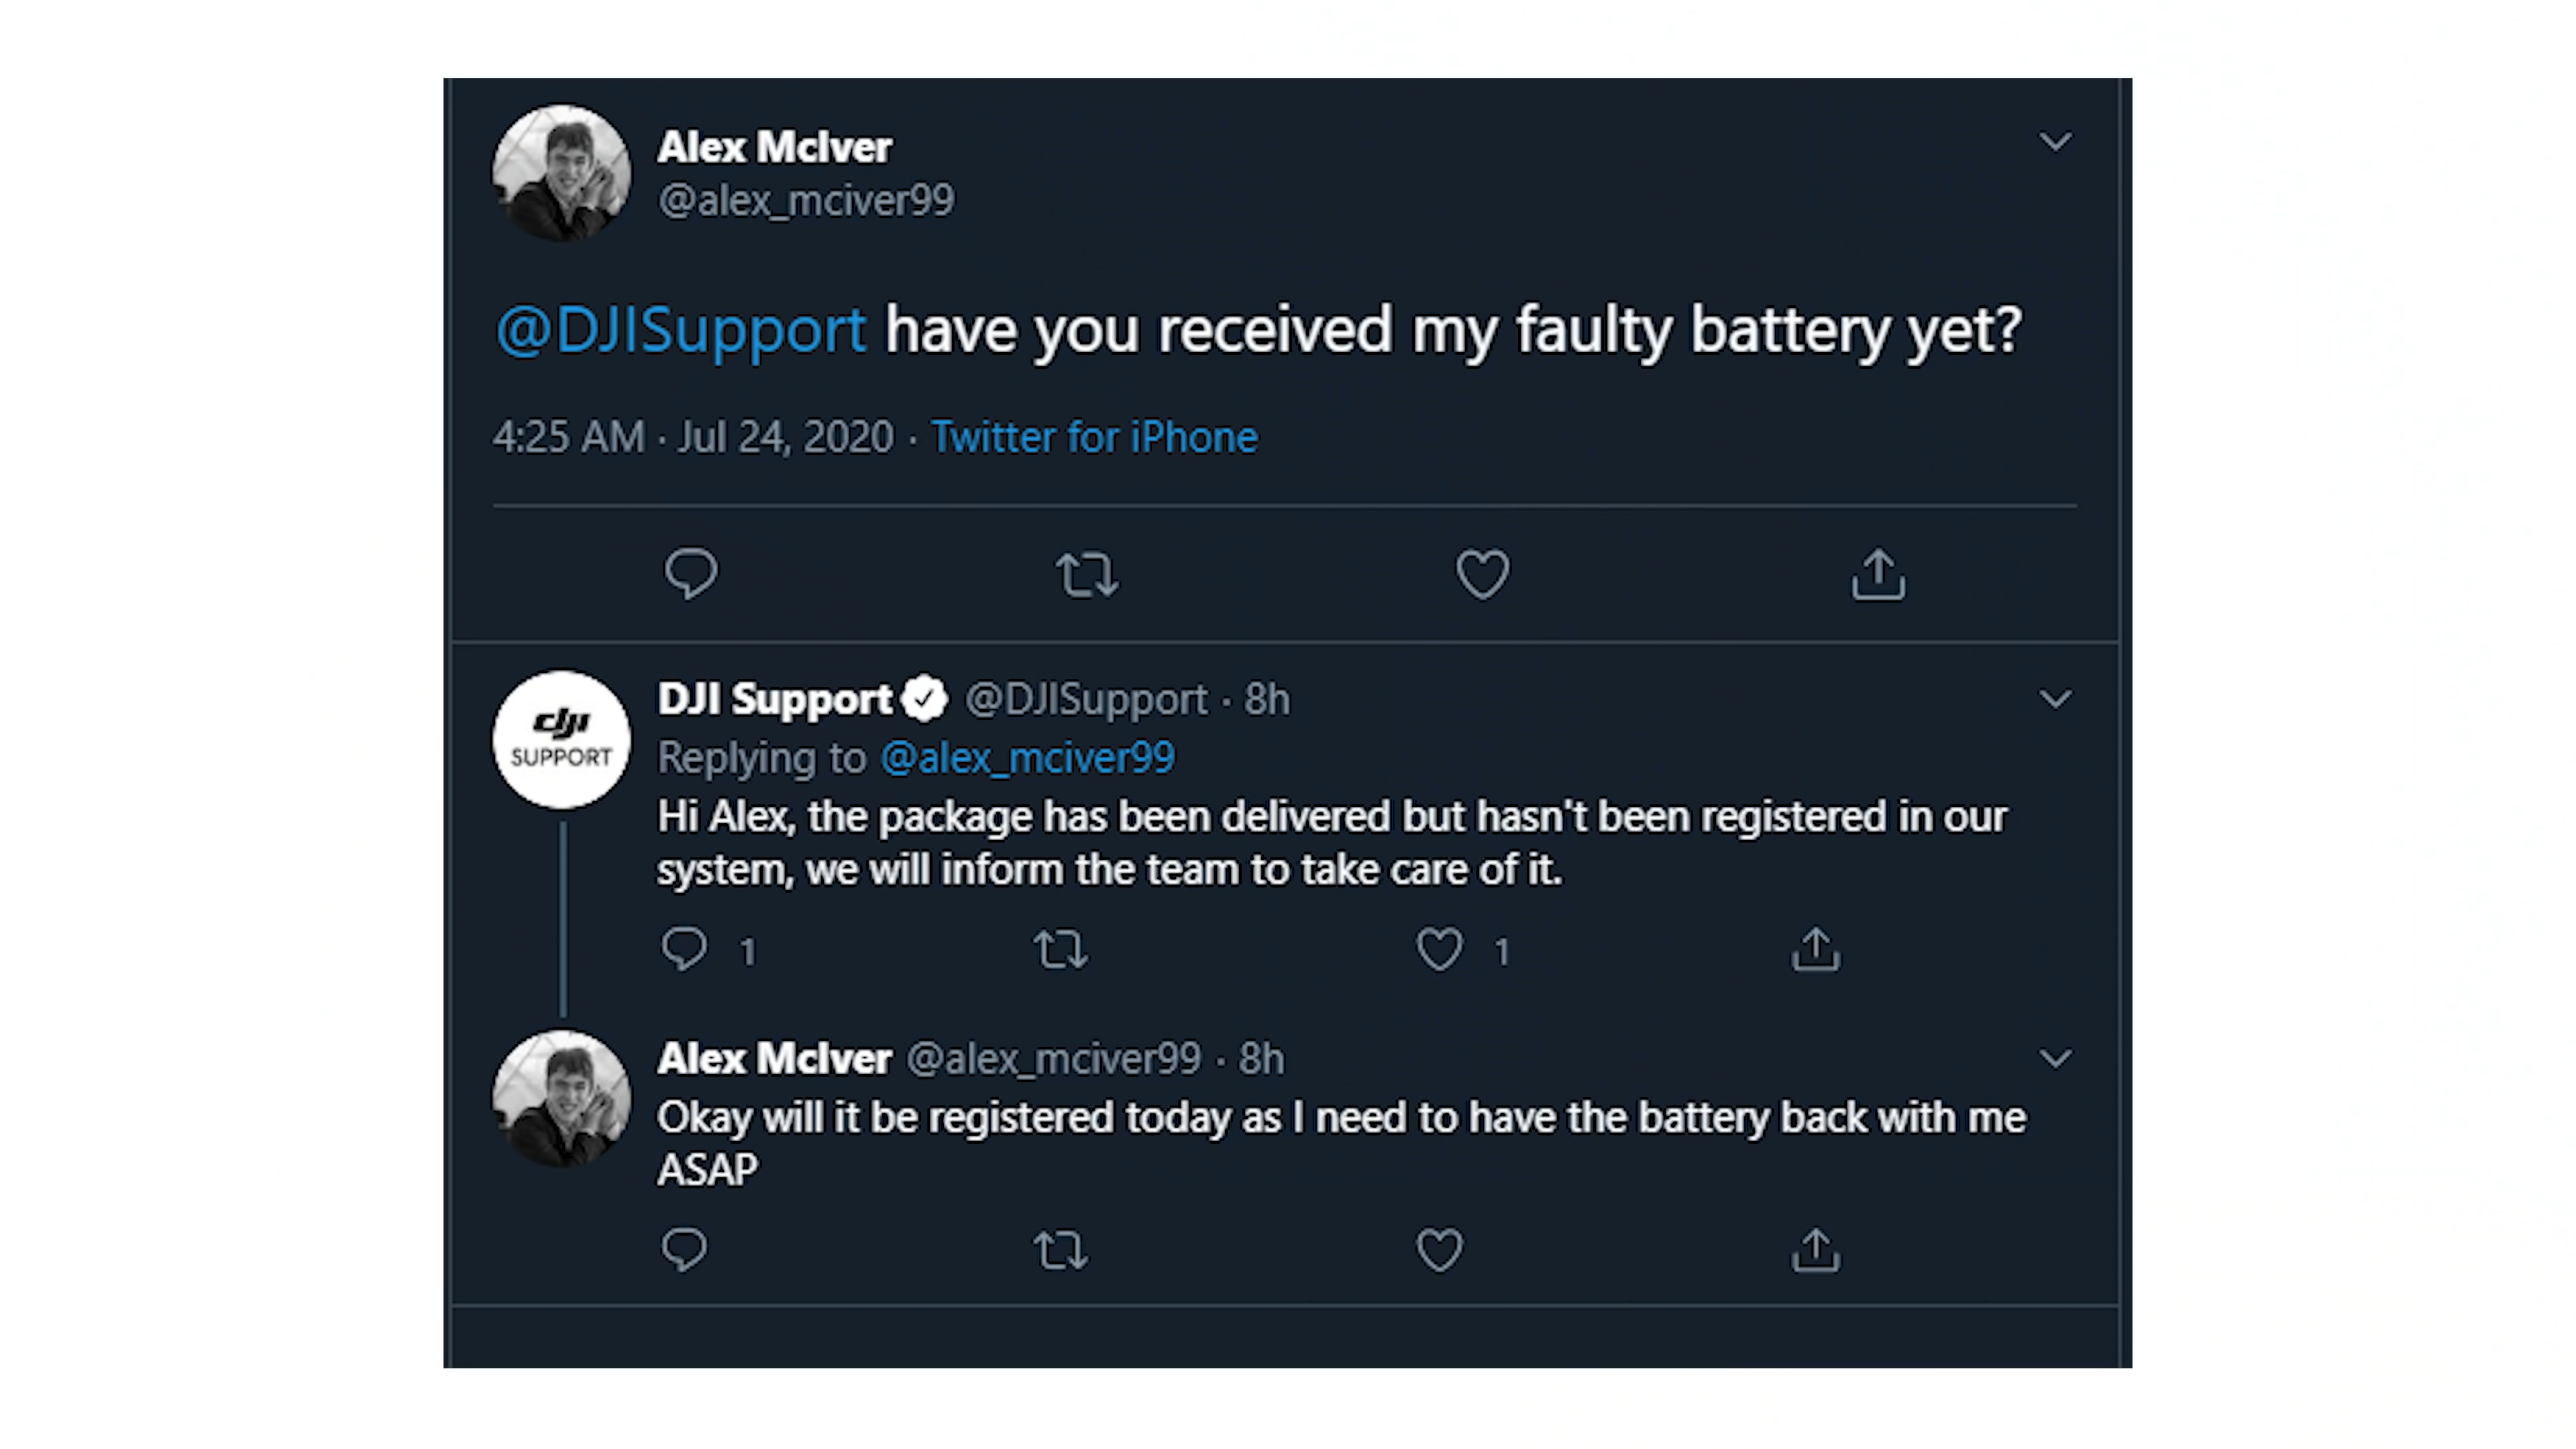 Alex McIver
@alex_mciver99
@DJISupport have you received my faulty battery yet?
4:25 AM · Jul 24, 2020 · Twitter for iPhone
DJI Support @DJISupport · 8h
dji
SUPPORT
Replying to @alex_mciver99
Hi Alex, the package has been delivered but hasn't been registered in our
system, we will inform the team to take care of it.
1 1
Alex McIver @alex_mciver99 · 8h
Okay will it be registered today as I need to have the battery back with me
ASAP